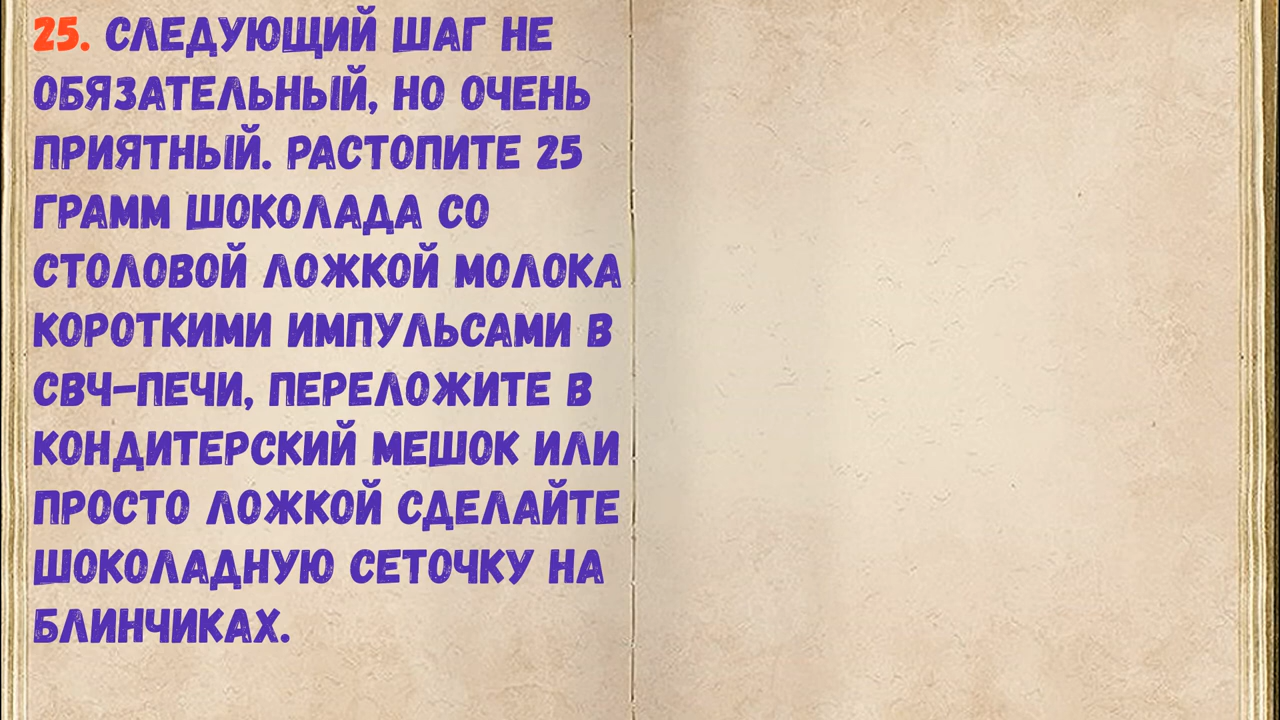 25. СЛЕДУЮЩИЙ ШАГ НЕ
ОБЯЗАТЕЛЬНЫЙ, НО ОЧЕНЬ
ПРИЯТНЫЙ. РАСТОПИТЕ 25
ГРАММ ШОКОЛАДА СО
СТОЛОВОЙ ЛОЖКОЙ МОЛОКА
КОРОТКИМИ ИМПУЛЬСАМИ В
СВЧ-ПЕЧИ, ПЕРЕЛОЖИТЕ В
КОНДИТЕРСКИЙ МЕШОК ИЛИ
ПРОСТО ЛОЖКОЙ СДЕЛАЙТЕ
ШОКОЛАДНУЮ СЕТОЧКУ НА
БЛИНЧИКАХ.